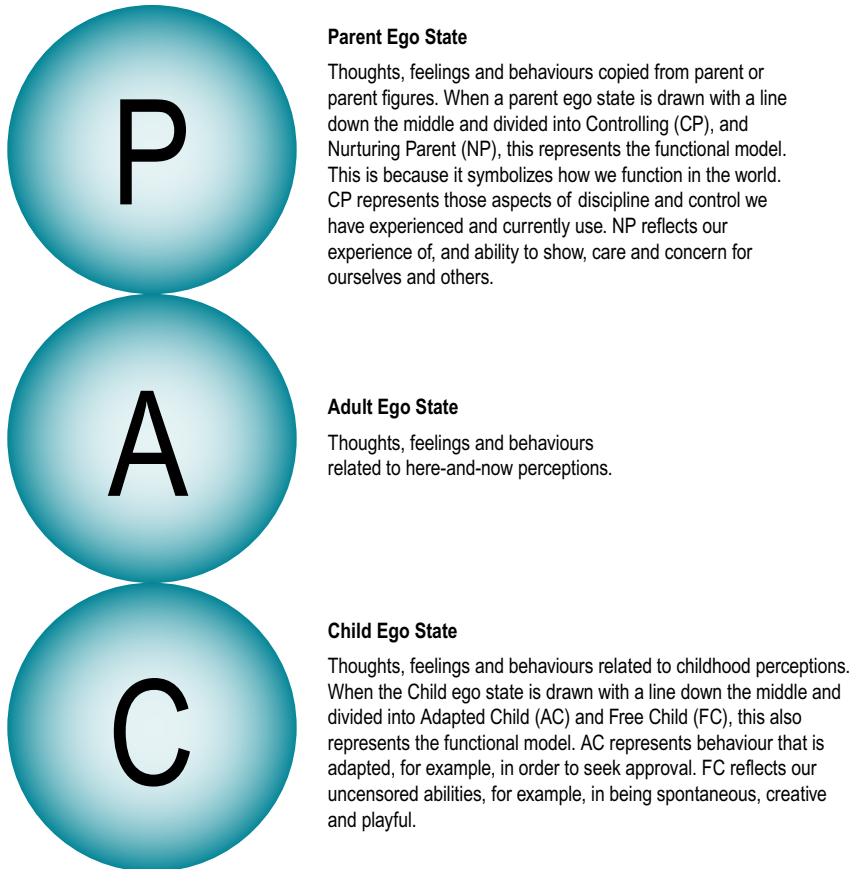 P
Parent Ego State
Thoughts, feelings and behaviours copied from parent or
parent figures. When a parent ego state is drawn with a line
down the middle and divided into Controlling (CP), and
Nurturing Parent (NP), this represents the functional model.
This is because it symbolizes how we function in the world.
CP represents those aspects of discipline and control we
have experienced and currently use. NP reflects our
experience of, and ability to show, care and concern for
ourselves and others.
A
Adult Ego State
Thoughts, feelings and behaviours
related to here-and-now perceptions.
C
Child Ego State
Thoughts, feelings and behaviours related to childhood perceptions.
When the Child ego state is drawn with a line down the middle and
divided into Adapted Child (AC) and Free Child (FC), this also
represents the functional model. AC represents behaviour that is
adapted, for example, in order to seek approval. FC reflects our
uncensored abilities, for example, in being spontaneous, creative
and playful.